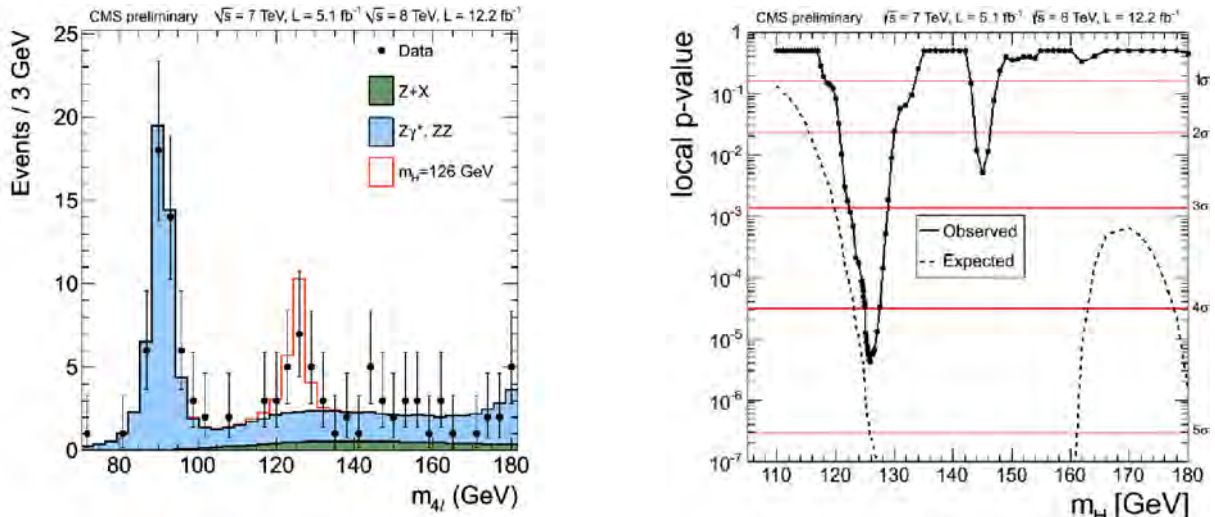 CMS preliminary √s = 7 TeV, L = 5.1 fb⁻¹ √s = 8 TeV, L = 12.2 fb⁻¹
Events / 3 GeV
25
20
15
10
5
0
Data
Z+X
Zγ*, ZZ
m_H=126 GeV
80 100 120 140 160 180
m_4ℓ (GeV)
CMS preliminary √s = 7 TeV, L = 5.1 fb⁻¹ √s = 8 TeV, L = 12.2 fb⁻¹
local p-value
1
10⁻¹
10⁻²
10⁻³
10⁻⁴
10⁻⁵
10⁻⁶
10⁻⁷
1σ
2σ
3σ
4σ
5σ
Observed
Expected
110 120 130 140 150 160 170 180
m_H [GeV]